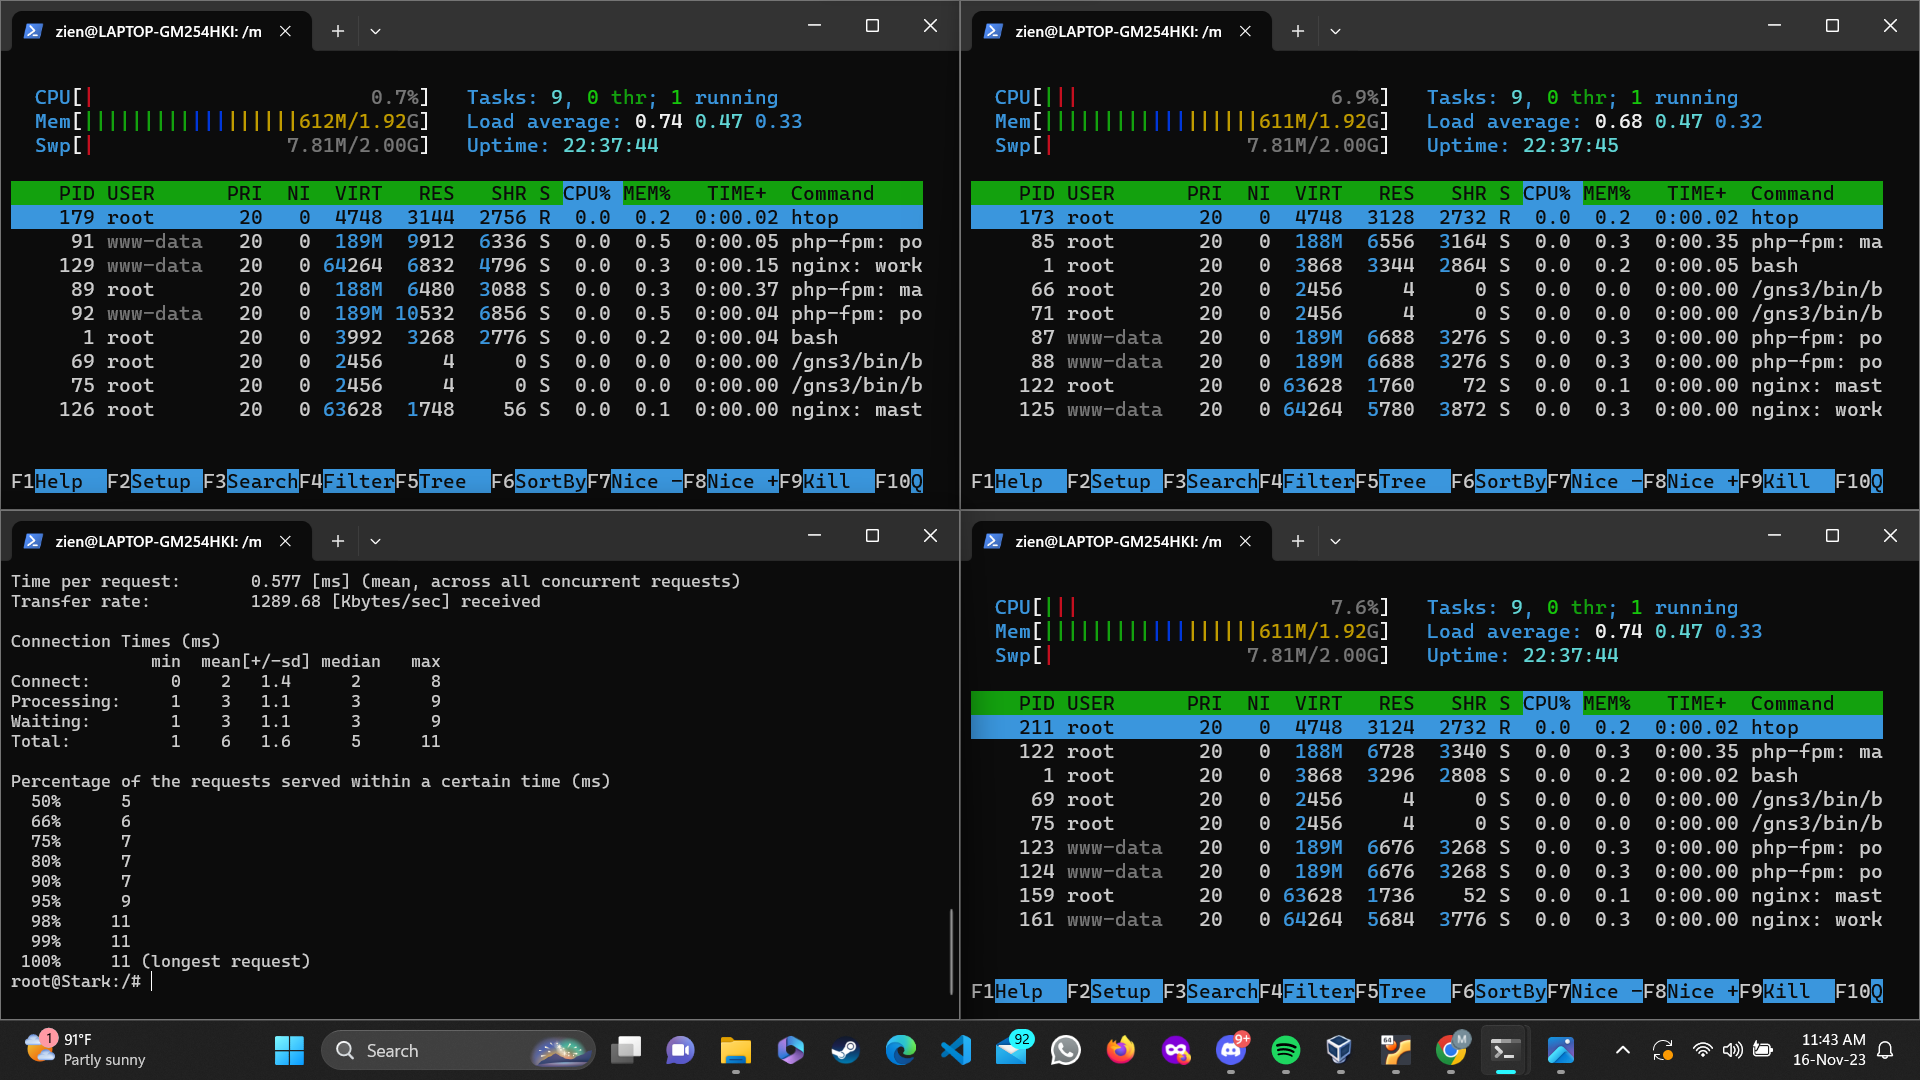 zien@LAPTOP-GM254HKI: /m
CPU[| 0.7%] Tasks: 9, 0 thr; 1 running
Mem[||||||||||||||||||612M/1.92G] Load average: 0.74 0.47 0.33
Swp[| 7.81M/2.00G] Uptime: 22:37:44
PID USER PRI NI VIRT RES SHR S CPU% MEM% TIME+ Command
179 root 20 0 4748 3144 2756 R 0.0 0.2 0:00.02 htop
91 www-data 20 0 189M 9912 6336 S 0.0 0.5 0:00.05 php-fpm: po
129 www-data 20 0 64264 6832 4796 S 0.0 0.3 0:00.15 nginx: work
89 root 20 0 188M 6480 3088 S 0.0 0.3 0:00.37 php-fpm: ma
92 www-data 20 0 189M 10532 6856 S 0.0 0.5 0:00.04 php-fpm: po
1 root 20 0 3992 3268 2776 S 0.0 0.2 0:00.04 bash
69 root 20 0 2456 4 0 S 0.0 0.0 0:00.00 /gns3/bin/b
75 root 20 0 2456 4 0 S 0.0 0.0 0:00.00 /gns3/bin/b
126 root 20 0 63628 1748 56 S 0.0 0.1 0:00.00 nginx: mast
F1Help F2Setup F3SearchF4FilterF5Tree F6SortByF7Nice -F8Nice +F9Kill F10Q
zien@LAPTOP-GM254HKI: /m
CPU[||| 6.9%] Tasks: 9, 0 thr; 1 running
Mem[||||||||||||||||||611M/1.92G] Load average: 0.68 0.47 0.32
Swp[| 7.81M/2.00G] Uptime: 22:37:45
PID USER PRI NI VIRT RES SHR S CPU% MEM% TIME+ Command
173 root 20 0 4748 3128 2732 R 0.0 0.2 0:00.02 htop
85 root 20 0 188M 6556 3164 S 0.0 0.3 0:00.35 php-fpm: ma
1 root 20 0 3868 3344 2864 S 0.0 0.2 0:00.05 bash
66 root 20 0 2456 4 0 S 0.0 0.0 0:00.00 /gns3/bin/b
71 root 20 0 2456 4 0 S 0.0 0.0 0:00.00 /gns3/bin/b
87 www-data 20 0 189M 6688 3276 S 0.0 0.3 0:00.00 php-fpm: po
88 www-data 20 0 189M 6688 3276 S 0.0 0.3 0:00.00 php-fpm: po
122 root 20 0 63628 1760 72 S 0.0 0.1 0:00.00 nginx: mast
125 www-data 20 0 64264 5780 3872 S 0.0 0.3 0:00.00 nginx: work
F1Help F2Setup F3SearchF4FilterF5Tree F6SortByF7Nice -F8Nice +F9Kill F10Q
zien@LAPTOP-GM254HKI: /m
Time per request: 0.577 [ms] (mean, across all concurrent requests)
Transfer rate: 1289.68 [Kbytes/sec] received
Connection Times (ms)
min mean[+/-sd] median max
Connect: 0 2 1.4 2 8
Processing: 1 3 1.1 3 9
Waiting: 1 3 1.1 3 9
Total: 1 6 1.6 5 11
Percentage of the requests served within a certain time (ms)
50% 5
66% 6
75% 7
80% 7
90% 7
95% 9
98% 11
99% 11
100% 11 (longest request)
root@Stark:/#
zien@LAPTOP-GM254HKI: /m
CPU[||| 7.6%] Tasks: 9, 0 thr; 1 running
Mem[||||||||||||||||||611M/1.92G] Load average: 0.74 0.47 0.33
Swp[| 7.81M/2.00G] Uptime: 22:37:44
PID USER PRI NI VIRT RES SHR S CPU% MEM% TIME+ Command
211 root 20 0 4748 3124 2732 R 0.0 0.2 0:00.02 htop
122 root 20 0 188M 6728 3340 S 0.0 0.3 0:00.35 php-fpm: ma
1 root 20 0 3868 3296 2808 S 0.0 0.2 0:00.02 bash
69 root 20 0 2456 4 0 S 0.0 0.0 0:00.00 /gns3/bin/b
75 root 20 0 2456 4 0 S 0.0 0.0 0:00.00 /gns3/bin/b
123 www-data 20 0 189M 6676 3268 S 0.0 0.3 0:00.00 php-fpm: po
124 www-data 20 0 189M 6676 3268 S 0.0 0.3 0:00.00 php-fpm: po
159 root 20 0 63628 1736 52 S 0.0 0.1 0:00.00 nginx: mast
161 www-data 20 0 64264 5684 3776 S 0.0 0.3 0:00.00 nginx: work
F1Help F2Setup F3SearchF4FilterF5Tree F6SortByF7Nice -F8Nice +F9Kill F10Q
1
91°F
Partly sunny
Search
92
9+
64
M
11:43 AM
16-Nov-23